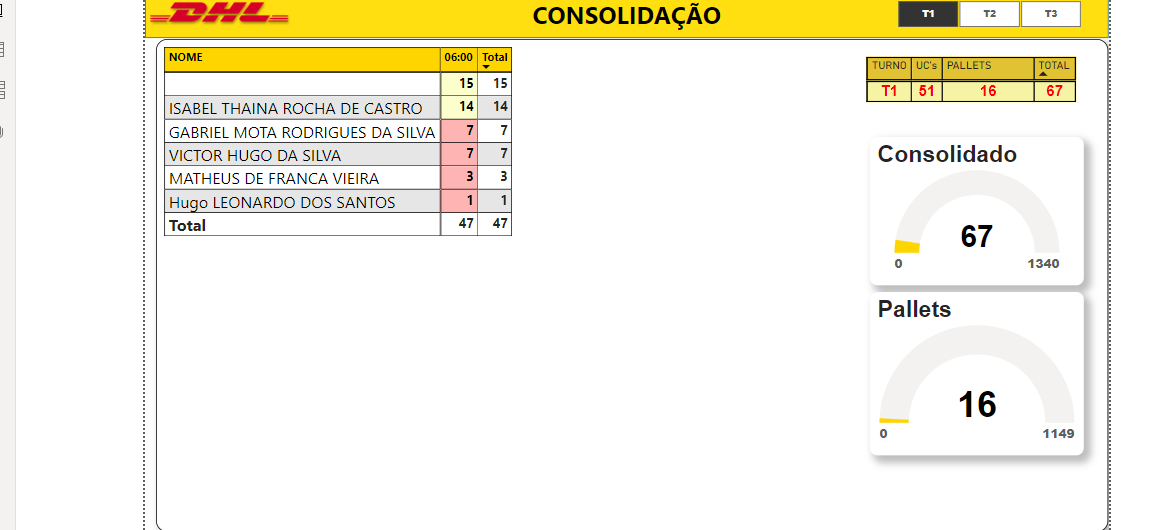 DHL CONSOLIDAÇÃO T1 T2 T3
NOME 06:00 Total
15 15
ISABEL THAINA ROCHA DE CASTRO 14 14
GABRIEL MOTA RODRIGUES DA SILVA 7 7
VICTOR HUGO DA SILVA 7 7
MATHEUS DE FRANCA VIEIRA 3 3
Hugo LEONARDO DOS SANTOS 1 1
Total 47 47
TURNO UC's PALLETS TOTAL
T1 51 16 67
Consolidado
67
0 1340
Pallets
16
0 1149